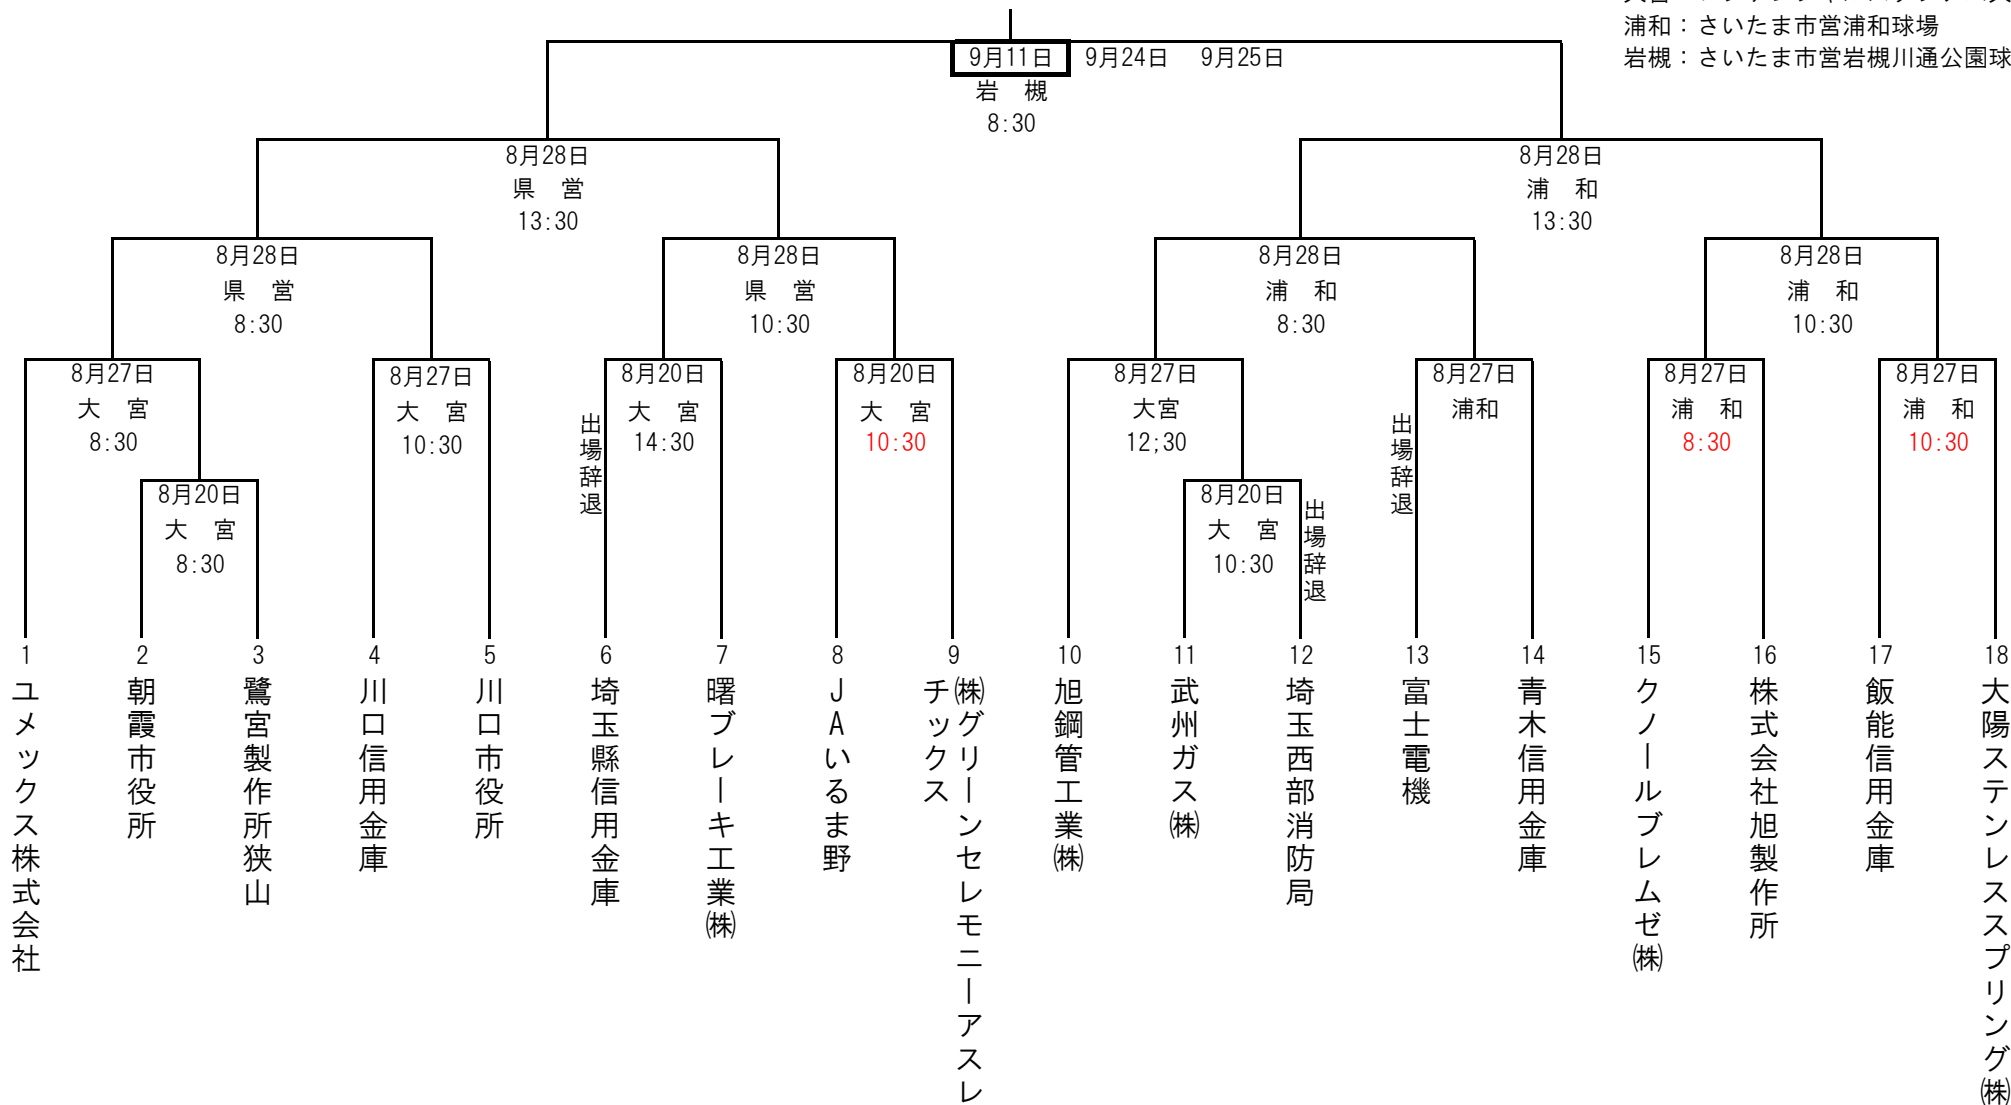 浦和：さいたま市営浦和球場
岩槻：さいたま市営岩槻川通公園球
9月11日 9月24日 9月25日
岩 槻
8:30
8月28日
県 営
13:30
8月28日
浦 和
13:30
8月28日
県 営
8:30
8月28日
県 営
10:30
8月28日
浦 和
8:30
8月28日
浦 和
10:30
8月27日
大 宮
8:30
8月27日
大 宮
10:30
出場辞退
8月20日
大 宮
14:30
8月20日
大 宮
10:30
8月27日
大宮
12;30
出場辞退
8月27日
浦和
8月27日
浦 和
8:30
8月27日
浦 和
10:30
8月20日
大 宮
8:30
8月20日
大 宮
10:30
出場辞退
1
ユメックス株式会社
2
朝霞市役所
3
鷺宮製作所狭山
4
川口信用金庫
5
川口市役所
6
埼玉縣信用金庫
7
曙ブレーキ工業㈱
8
JAいるま野
9
㈱グリーンセレモニーアスレ
チックス
10
旭鋼管工業㈱
11
武州ガス㈱
12
埼玉西部消防局
13
富士電機
14
青木信用金庫
15
クノールブレムゼ㈱
16
株式会社旭製作所
17
飯能信用金庫
18
大陽ステンレススプリング㈱